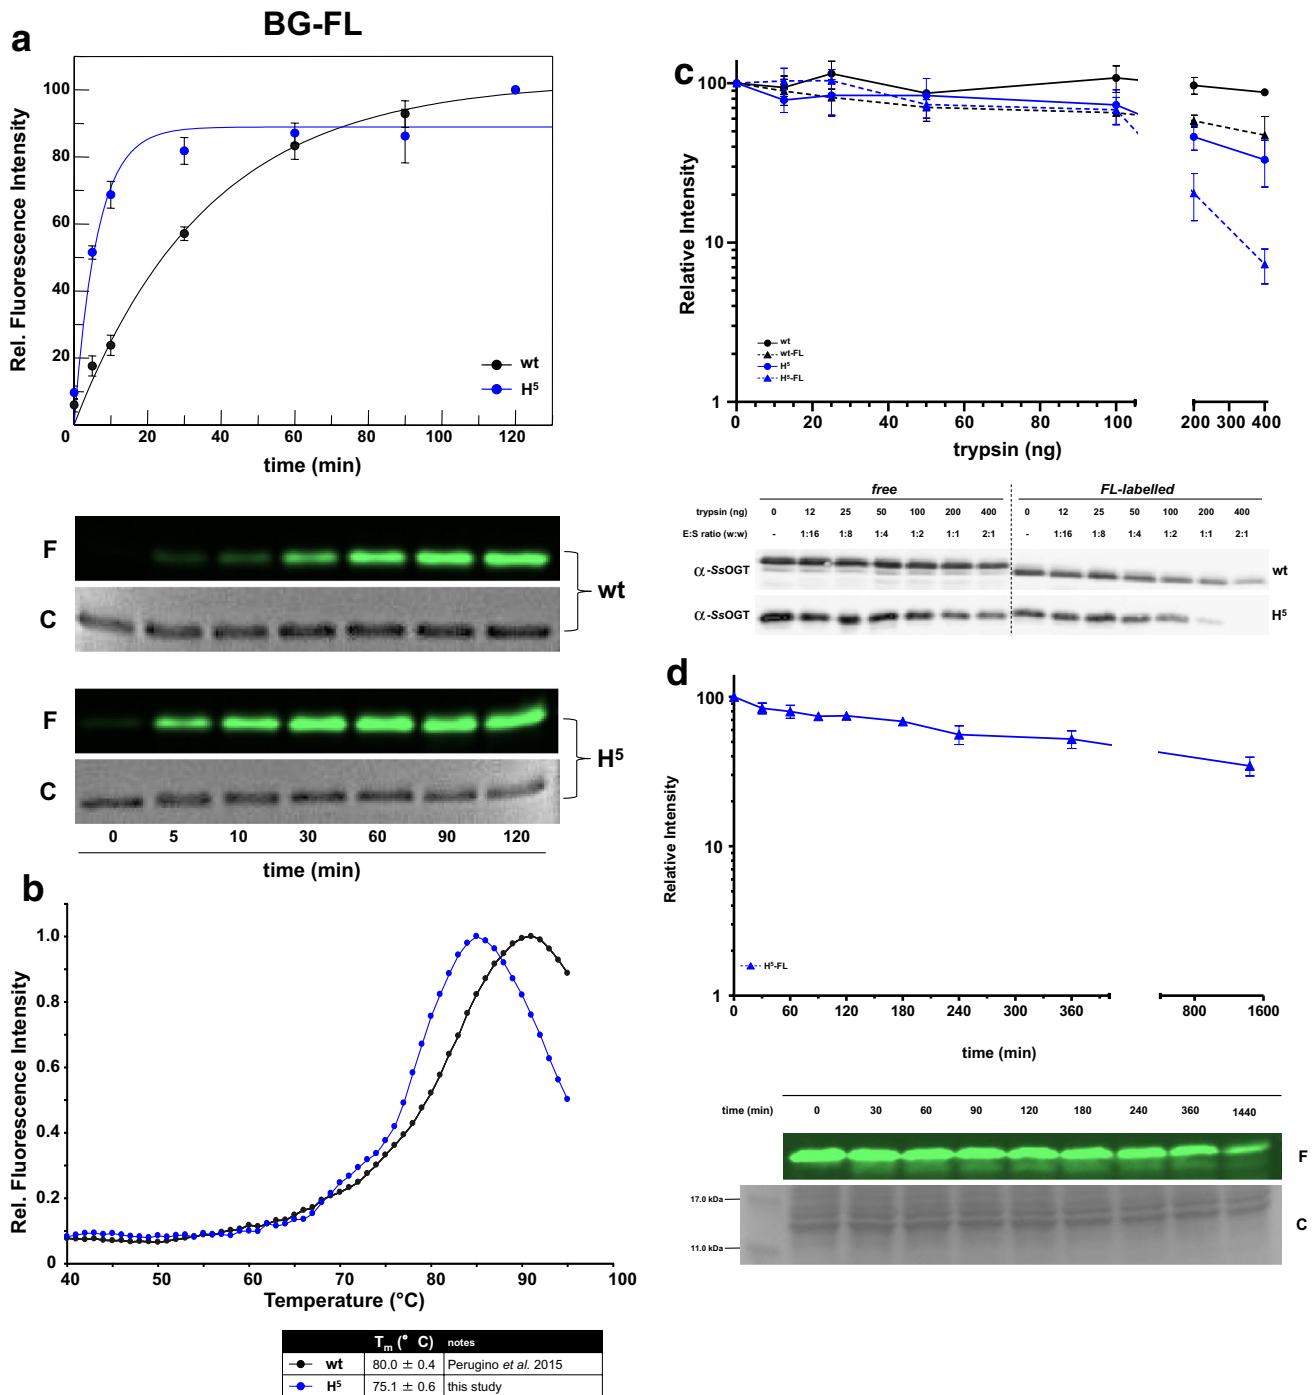 a
BG-FL
Rel. Fluorescence Intensity
100
80
60
40
20
0 20 40 60 80 100 120
time (min)
wt
H⁵
F
C
wt
F
C
H⁵
0 5 10 30 60 90 120
time (min)
b
Rel. Fluorescence Intensity
1.0
0.8
0.6
0.4
0.2
0
40 50 60 70 80 90 100
Temperature (°C)
Tm (° C) notes
wt 80.0 ± 0.4 Perugino et al. 2015
H⁵ 75.1 ± 0.6 this study
c
Relative Intensity
100
10
1
wt
wt-FL
H⁵
H⁵-FL
0 20 40 60 80 100 200 300 400
trypsin (ng)
free FL-labelled
trypsin (ng) 0 12 25 50 100 200 400 0 12 25 50 100 200 400
E:S ratio (w:w) - 1:16 1:8 1:4 1:2 1:1 2:1 - 1:16 1:8 1:4 1:2 1:1 2:1
α-SsOGT wt
α-SsOGT H⁵
d
Relative Intensity
100
10
1
H⁵-FL
0 60 120 180 240 300 360 800 1600
time (min)
time (min) 0 30 60 90 120 180 240 360 1440
F
17.0 kDa
C
11.0 kDa